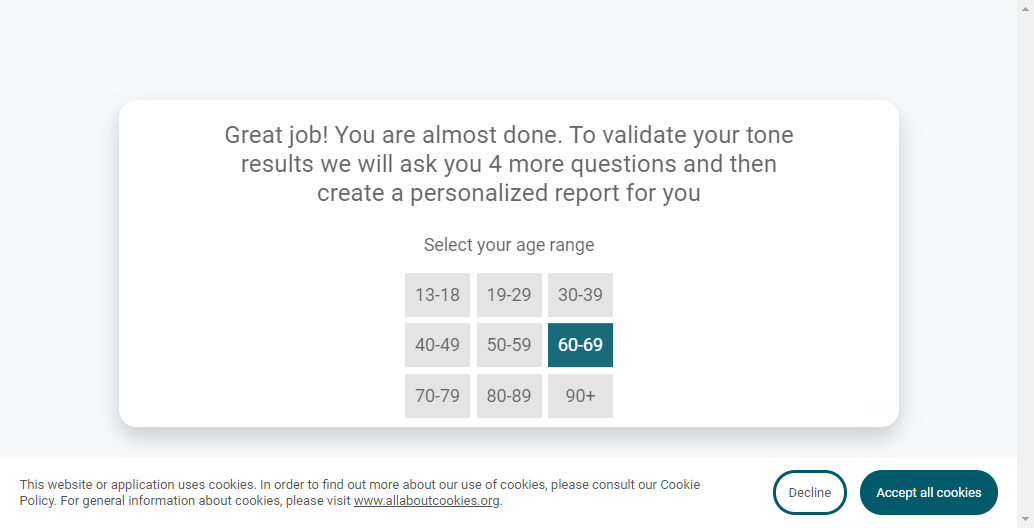 Great job! You are almost done. To validate your tone
results we will ask you 4 more questions and then
create a personalized report for you
Select your age range
13-18 19-29 30-39
40-49 50-59 60-69
70-79 80-89 90+
This website or application uses cookies. In order to find out more about our use of cookies, please consult our Cookie
Policy. For general information about cookies, please visit www.allaboutcookies.org.
Decline
Accept all cookies